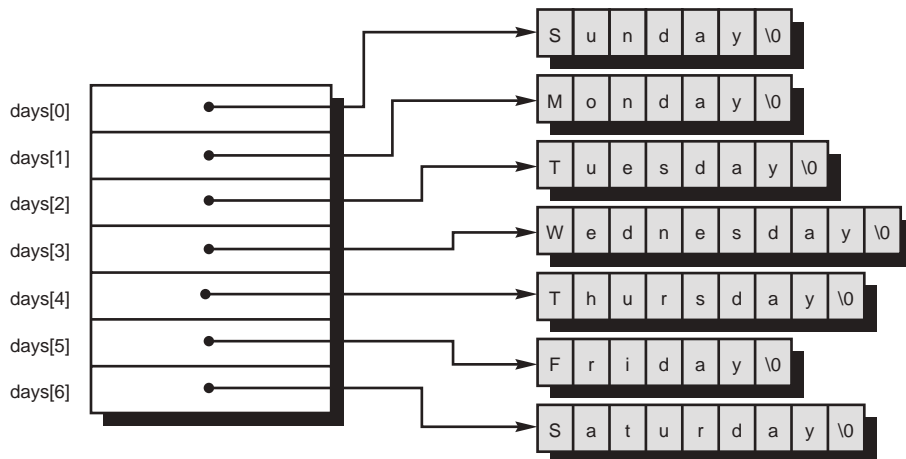 S u n d a y \0
days[0] M o n d a y \0
days[1] T u e s d a y \0
days[2] W e d n e s d a y \0
days[3]
days[4] T h u r s d a y \0
days[5] F r i d a y \0
days[6] S a t u r d a y \0